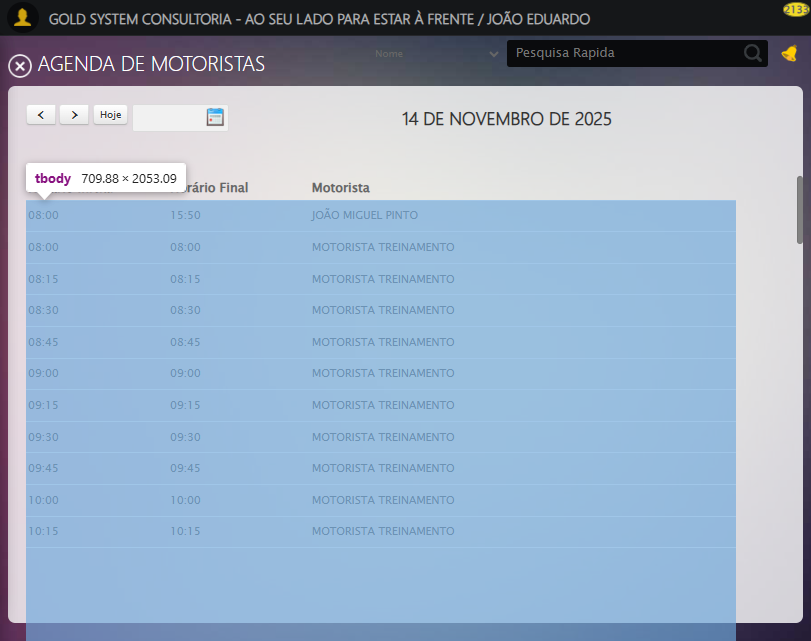 2133
GOLD SYSTEM CONSULTORIA - AO SEU LADO PARA ESTAR À FRENTE / JOÃO EDUARDO
AGENDA DE MOTORISTAS
Nome
Pesquisa Rapida
< > Hoje
14 DE NOVEMBRO DE 2025
tbody 709.88 × 2053.09
Final Motorista
08:00 15:50 JOÃO MIGUEL PINTO
08:00 08:00 MOTORISTA TREINAMENTO
08:15 08:15 MOTORISTA TREINAMENTO
08:30 08:30 MOTORISTA TREINAMENTO
08:45 08:45 MOTORISTA TREINAMENTO
09:00 09:00 MOTORISTA TREINAMENTO
09:15 09:15 MOTORISTA TREINAMENTO
09:30 09:30 MOTORISTA TREINAMENTO
09:45 09:45 MOTORISTA TREINAMENTO
10:00 10:00 MOTORISTA TREINAMENTO
10:15 10:15 MOTORISTA TREINAMENTO